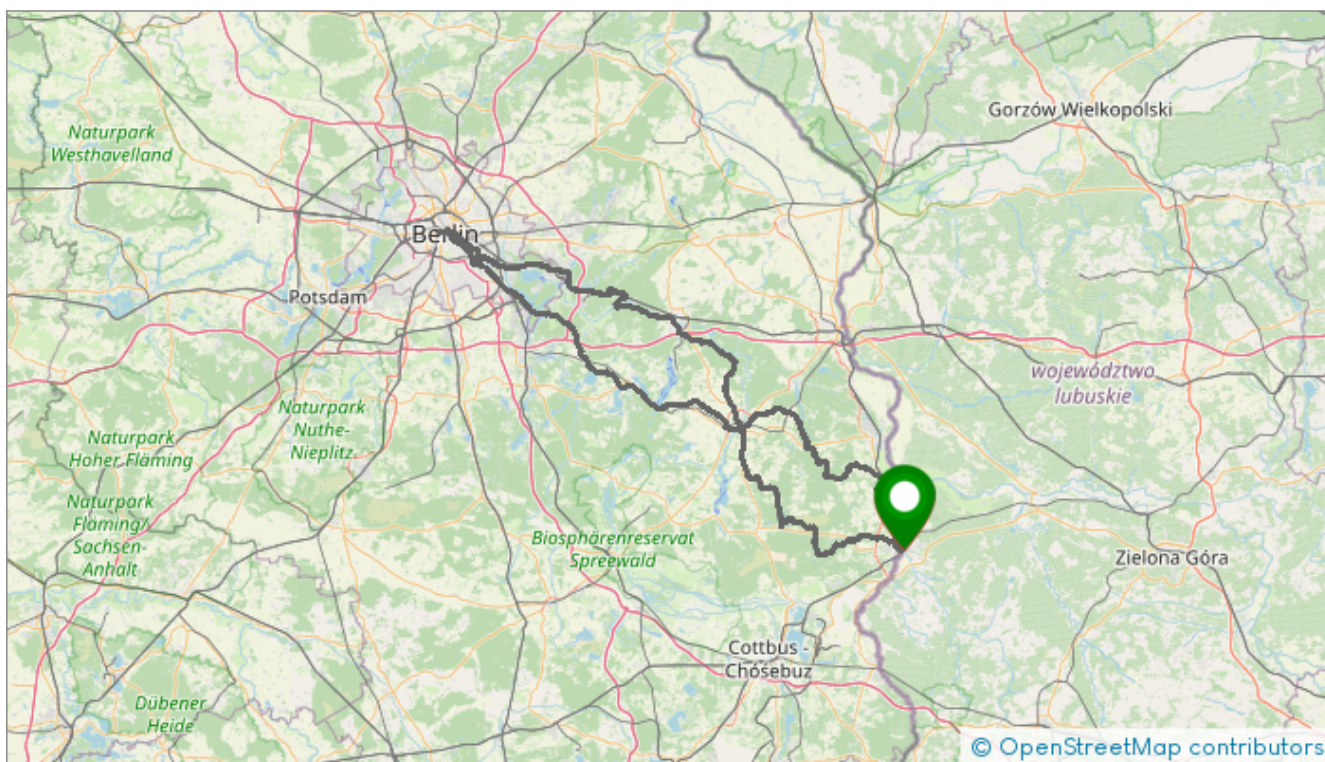 Gorzów Wielkopolski
Naturpark
Westhavelland
Berlin
Potsdam
województwo
lubuskie
Naturpark
Nuthe-
Nieplitz
Naturpark
Hoher Fläming
Naturpark
Fläming/
Sachsen-
Anhalt
Biosphärenreservat
Spreewald
Zielona Góra
Cottbus -
Chóśebuz
Dübener
Heide
© OpenStreetMap contributors